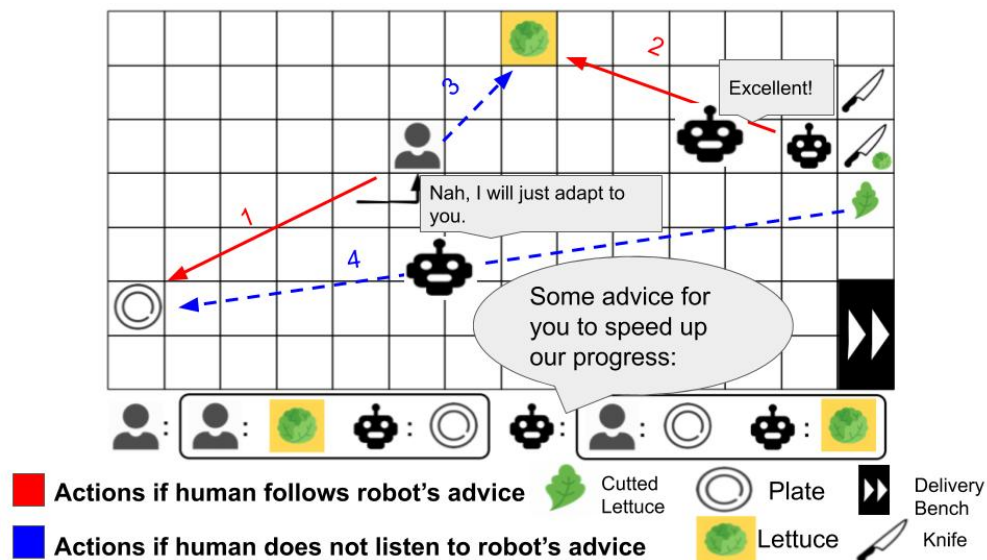 2
Excellent!
3
Nah, I will just adapt to
you.
1
4
Some advice for
you to speed up
our progress:
: : : : : :
Actions if human follows robot's advice
Cutted
Lettuce
Plate
Delivery
Bench
Actions if human does not listen to robot's advice
Lettuce
Knife